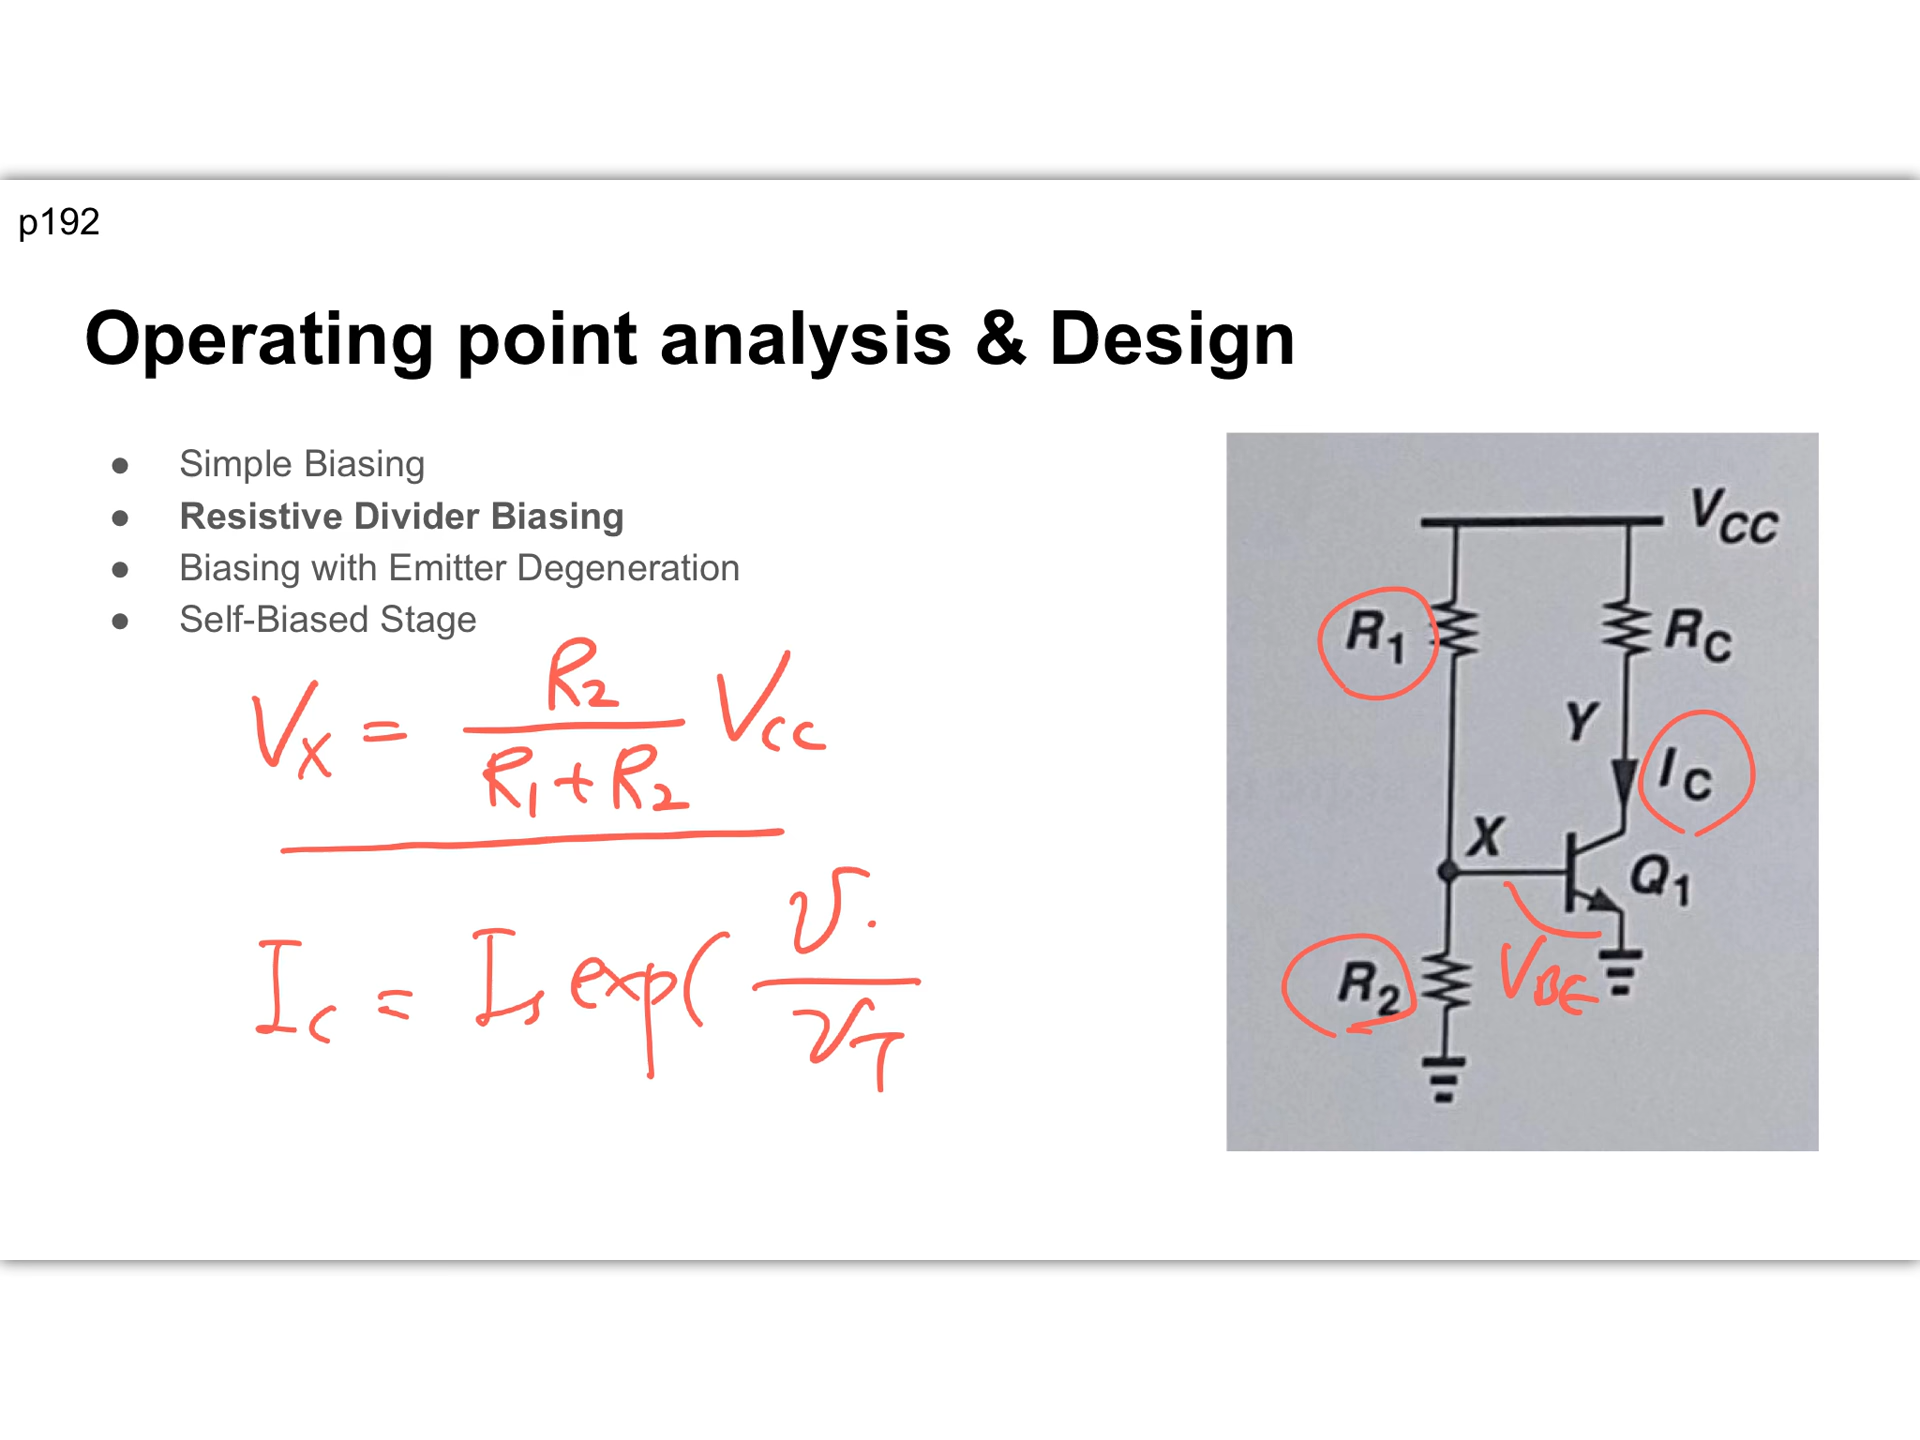 p192
Operating point analysis & Design
● Simple Biasing
● Resistive Divider Biasing
● Biasing with Emitter Degeneration
● Self-Biased Stage
Vx = R2 / R1+R2 Vcc
Ic = Is exp( V. / VT
VCC
R1
RC
Y
IC
X
Q1
R2
VBE